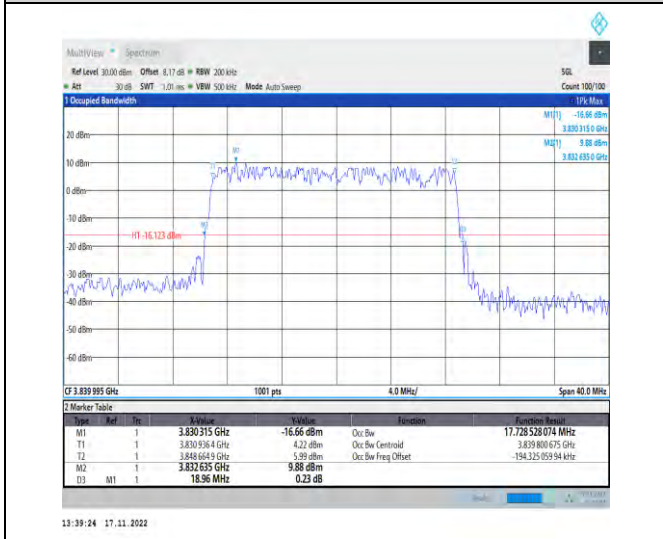 MultiView Spectrum
Ref Level 30.00 dBm Offset 8.17 dB RBW 200 kHz SGL
Att 30 dB SWT 1.01 ms VBW 500 kHz Mode Auto Sweep Count 100/100
1 Occupied Bandwidth 1Pk Max
M1[1] -16.66 dBm
3.830 315 0 GHz
M2[1] 9.88 dBm
3.832 635 0 GHz
20 dBm
10 dBm
0 dBm
-10 dBm
H1 -16.123 dBm
-20 dBm
-30 dBm
-40 dBm
-50 dBm
-60 dBm
M2
T1
T2
M1
D3
CF 3.839 995 GHz 1001 pts 4.0 MHz/ Span 40.0 MHz
2 Marker Table
Type Ref Trc X-Value Y-Value Function Function Result
M1 1 3.830 315 GHz -16.66 dBm Occ Bw 17.728 528 074 MHz
T1 1 3.830 936 4 GHz 4.22 dBm Occ Bw Centroid 3.839 800 675 GHz
T2 1 3.848 664 9 GHz 5.99 dBm Occ Bw Freq Offset -194.325 059 94 kHz
M2 1 3.832 635 GHz 9.88 dBm
D3 M1 1 18.96 MHz 0.23 dB
13:39:24 17.11.2022